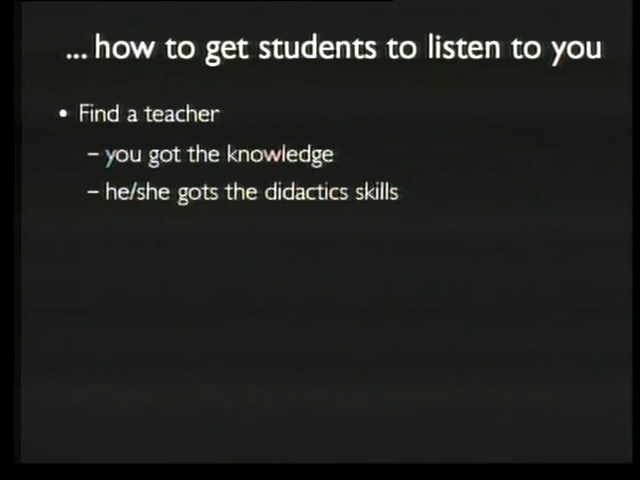 ... how to get students to listen to you
• Find a teacher
– you got the knowledge
– he/she gots the didactics skills